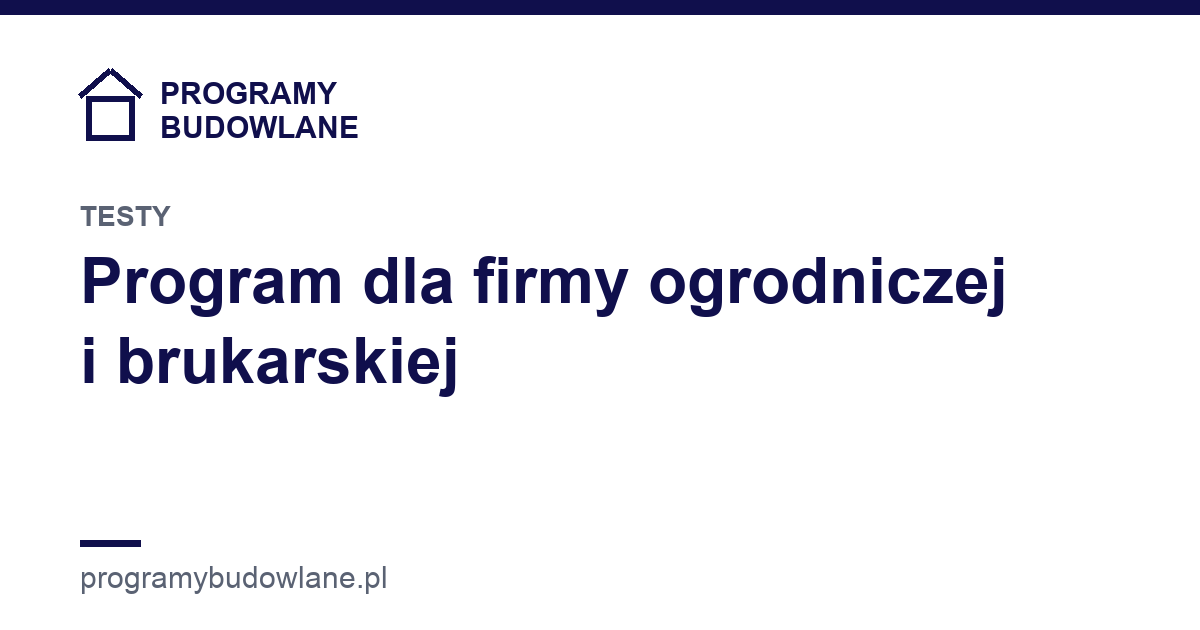 PROGRAMY
BUDOWLANE
TESTY
Program dla firmy ogrodniczej
i brukarskiej
programybudowlane.pl